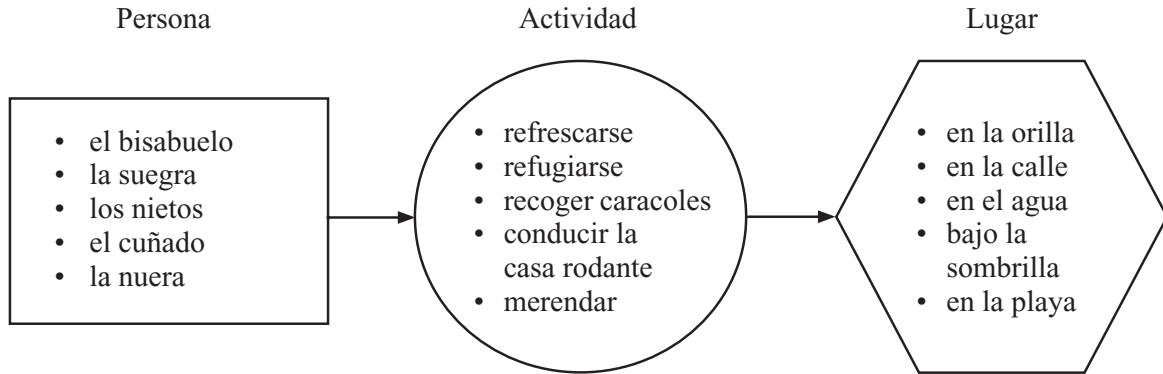 Persona
• el bisabuelo
• la suegra
• los nietos
• el cuñado
• la nuera
Actividad
• refrescarse
• refugiarse
• recoger caracoles
• conducir la
casa rodante
• merendar
Lugar
• en la orilla
• en la calle
• en el agua
• bajo la
sombrilla
• en la playa